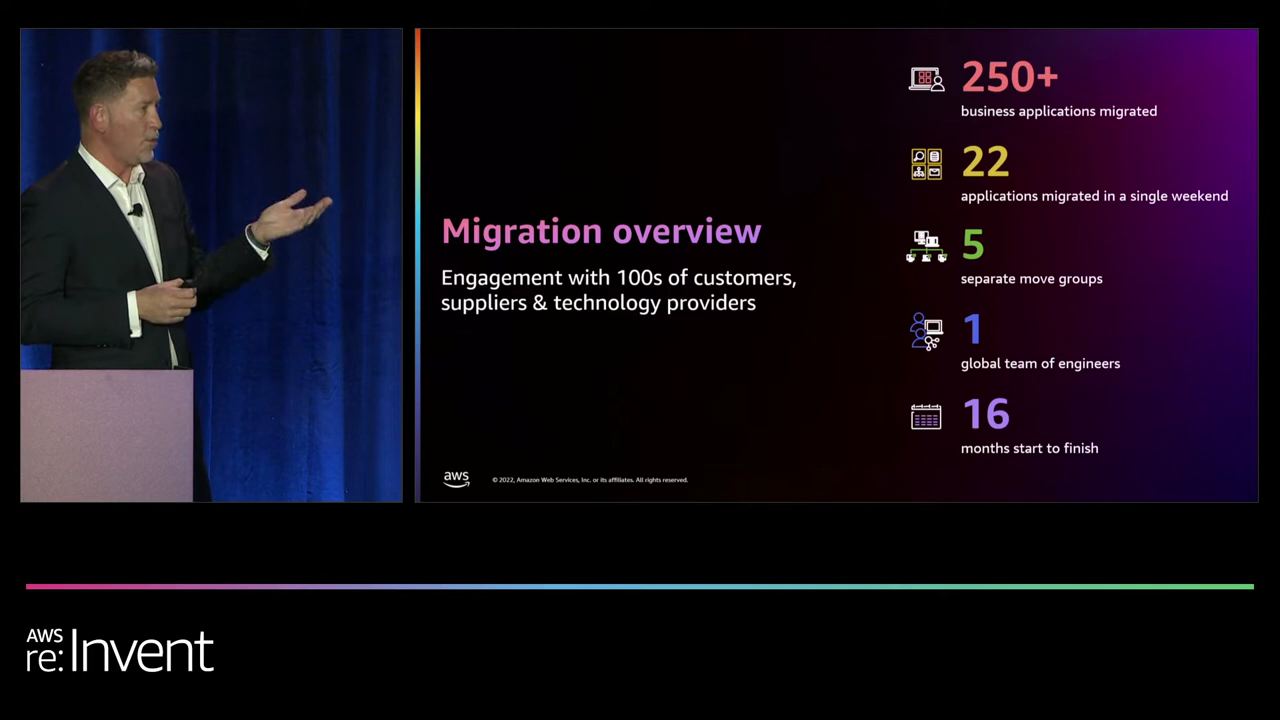 Migration overview
Engagement with 100s of customers,
suppliers & technology providers
250+
business applications migrated
22
applications migrated in a single weekend
5
separate move groups
1
global team of engineers
16
months start to finish
aws
© 2022, Amazon Web Services, Inc. or its affiliates. All rights reserved.
AWS
re:Invent